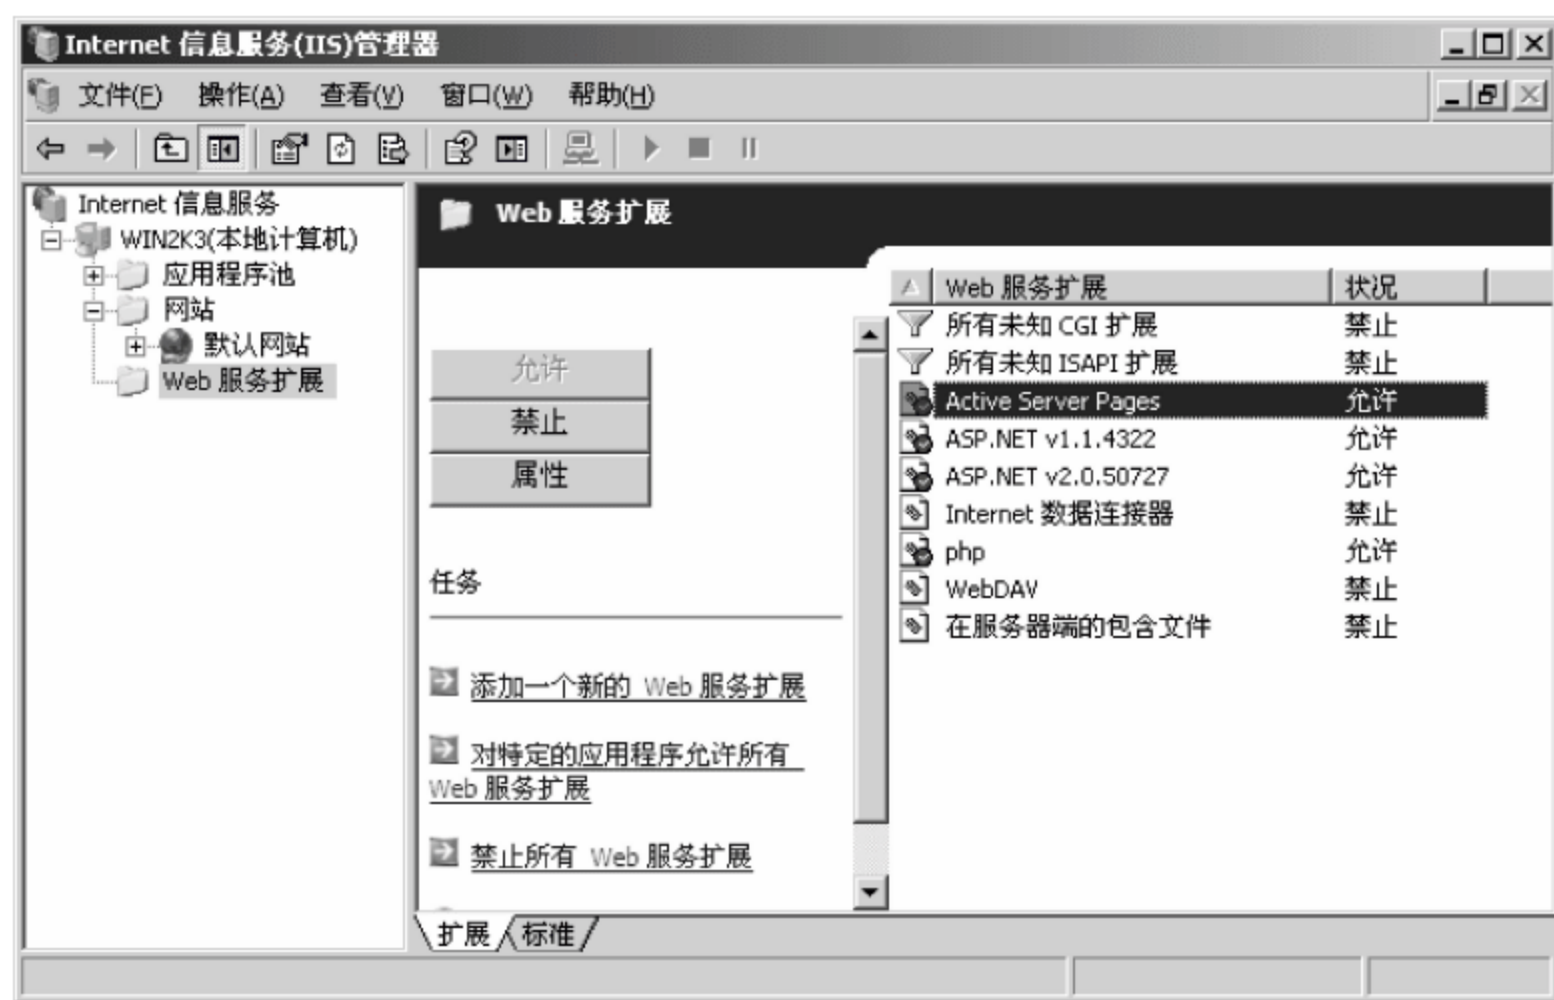 Internet 信息服务(IIS)管理器
文件(F) 操作(A) 查看(V) 窗口(W) 帮助(H)
Internet 信息服务
WIN2K3(本地计算机)
应用程序池
网站
默认网站
Web 服务扩展
Web 服务扩展
允许
禁止
属性
任务
添加一个新的 Web 服务扩展
对特定的应用程序允许所有
Web 服务扩展
禁止所有 Web 服务扩展
Web 服务扩展 状况
所有未知 CGI 扩展 禁止
所有未知 ISAPI 扩展 禁止
Active Server Pages 允许
ASP.NET v1.1.4322 允许
ASP.NET v2.0.50727 允许
Internet 数据连接器 禁止
php 允许
WebDAV 禁止
在服务器端的包含文件 禁止
扩展 标准